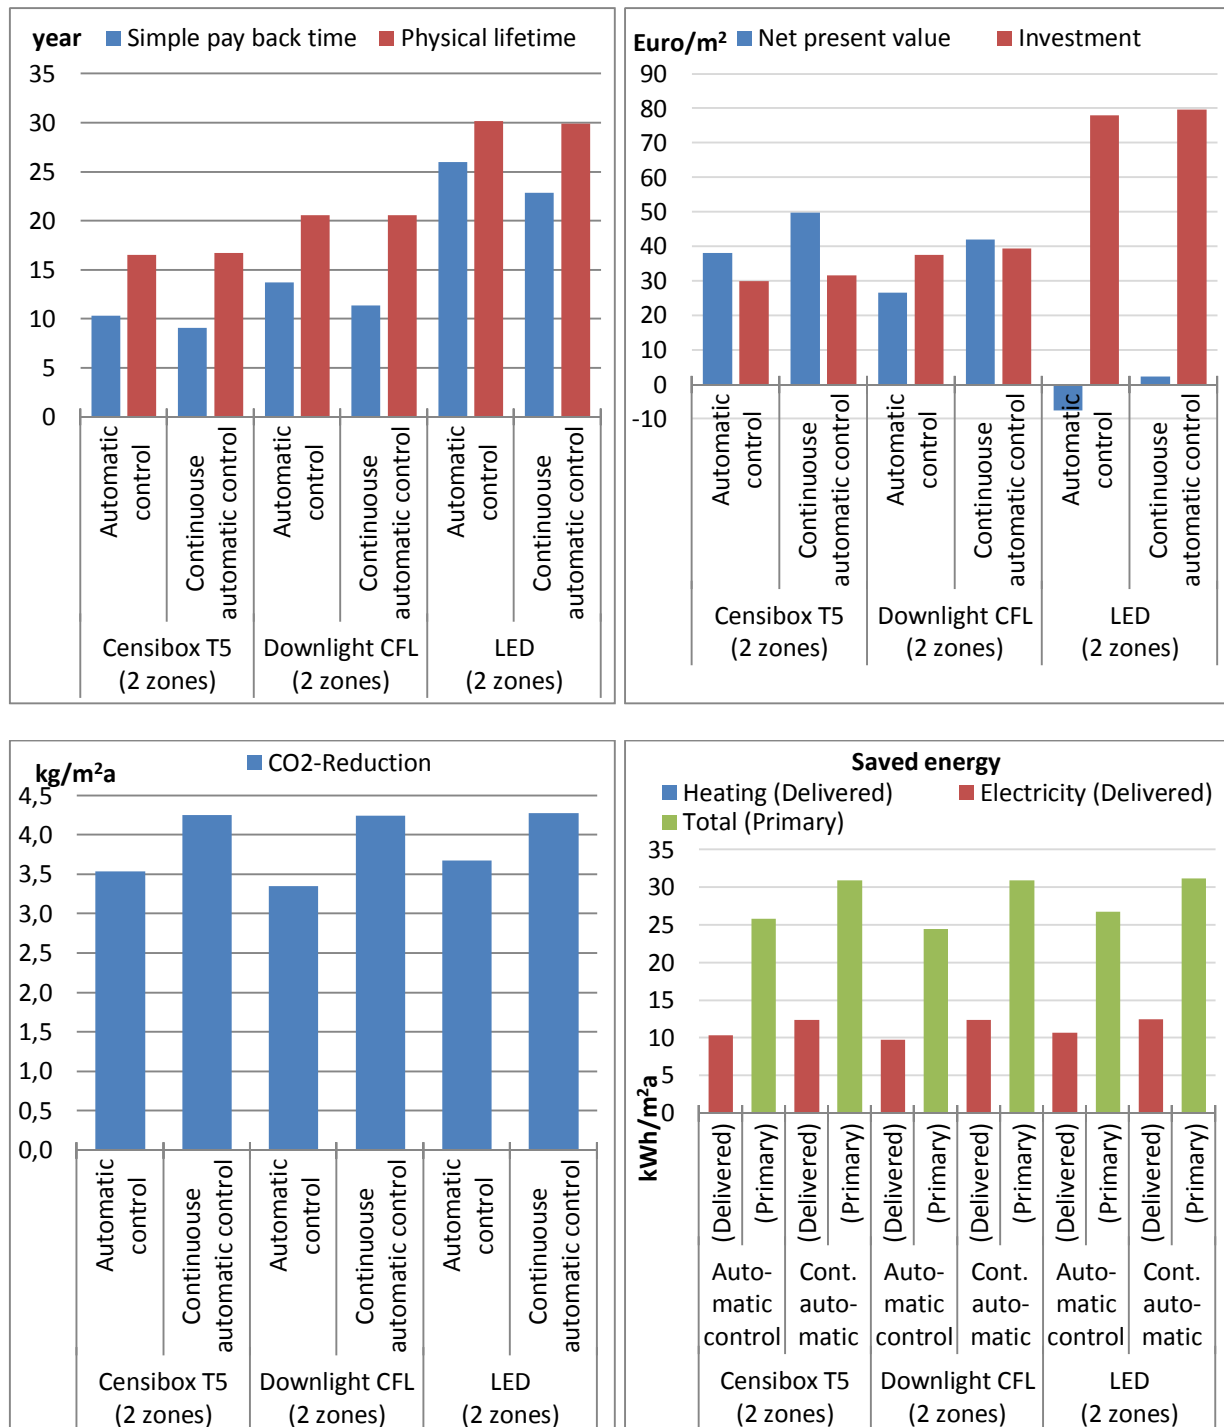 year Simple pay back time Physical lifetime
35
30
25
20
15
10
5
0
Automatic
control
Continuouse
automatic control
Automatic
control
Continuouse
automatic control
Automatic
control
Continuouse
automatic control
Censibox T5
(2 zones)
Downlight CFL
(2 zones)
LED
(2 zones)
Euro/m² Net present value Investment
90
80
70
60
50
40
30
20
10
0
-10
Automatic
control
Continuouse
automatic control
Automatic
control
Continuouse
automatic control
Automatic
control
Continuouse
automatic control
Censibox T5
(2 zones)
Downlight CFL
(2 zones)
LED
(2 zones)
kg/m²a CO2-Reduction
4,5
4,0
3,5
3,0
2,5
2,0
1,5
1,0
0,5
0,0
Automatic
control
Continuouse
automatic control
Automatic
control
Continuouse
automatic control
Automatic
control
Continuouse
automatic control
Censibox T5
(2 zones)
Downlight CFL
(2 zones)
LED
(2 zones)
Saved energy
Heating (Delivered) Electricity (Delivered)
Total (Primary)
35
30
25
20
15
10
5
0
kWh/m²a
(Delivered)
(Primary)
(Delivered)
(Primary)
(Delivered)
(Primary)
(Delivered)
(Primary)
(Delivered)
(Primary)
(Delivered)
(Primary)
Auto-
matic
control
Cont.
auto-
matic
Auto-
matic
control
Cont.
auto-
matic
Auto-
matic
control
Cont.
auto-
matic
Censibox T5
(2 zones)
Downlight CFL
(2 zones)
LED
(2 zones)